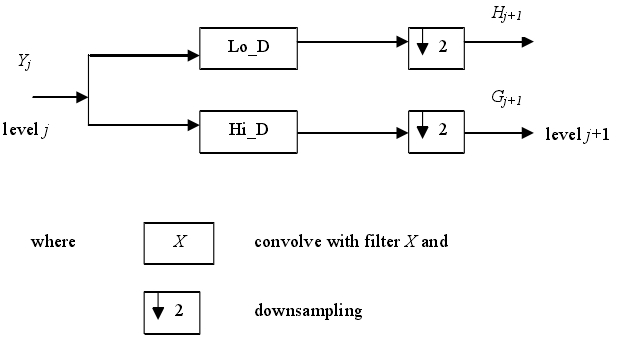 Lo_D
2
H_{j+1}
Y_j
level j
Hi_D
2
G_{j+1}
level j+1
where
X
convolve with filter X and
2
downsampling